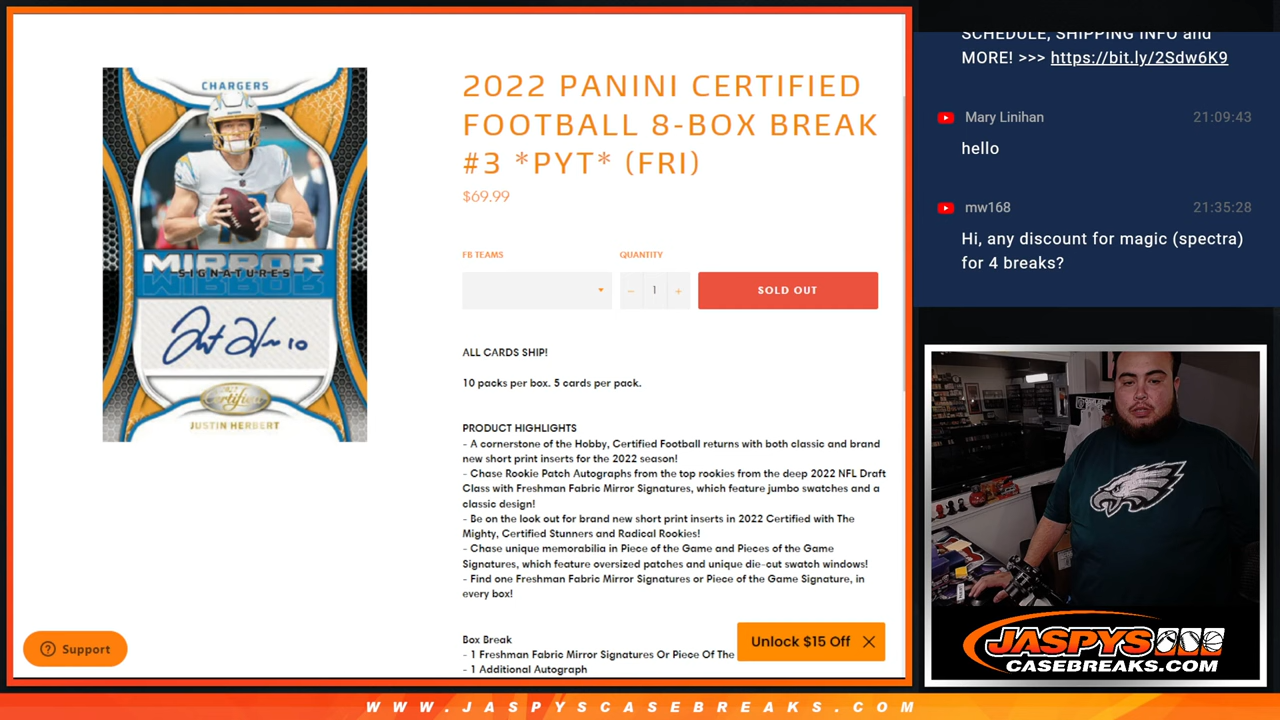 CHARGERS
MIRROR
SIGNATURES
Certified
JUSTIN HERBERT
2022 PANINI CERTIFIED
FOOTBALL 8-BOX BREAK
#3 *PYT* (FRI)
$69.99
FB TEAMS
QUANTITY
− 1 +
SOLD OUT
ALL CARDS SHIP!
10 packs per box. 5 cards per pack.
PRODUCT HIGHLIGHTS
- A cornerstone of the Hobby, Certified Football returns with both classic and brand
new short print inserts for the 2022 season!
- Chase Rookie Patch Autographs from the top rookies from the deep 2022 NFL Draft
Class with Freshman Fabric Mirror Signatures, which feature jumbo swatches and a
classic design!
- Be on the look out for brand new short print inserts in 2022 Certified with The
Mighty, Certified Stunners and Radical Rookies!
- Chase unique memorabilia in Piece of the Game and Pieces of the Game
Signatures, which feature oversized patches and unique die-cut swatch windows!
- Find one Freshman Fabric Mirror Signatures or Piece of the Game Signature, in
every box!
Box Break
- 1 Freshman Fabric Mirror Signatures Or Piece Of The
- 1 Additional Autograph
Support
Unlock $15 Off
SCHEDULE, SHIPPING INFO and
MORE! >>> https://bit.ly/2Sdw6K9
Mary Linihan 21:09:43
hello
mw168 21:35:28
Hi, any discount for magic (spectra)
for 4 breaks?
JASPYS
CASEBREAKS.COM
WWW.JASPYSCASEBREAKS.COM